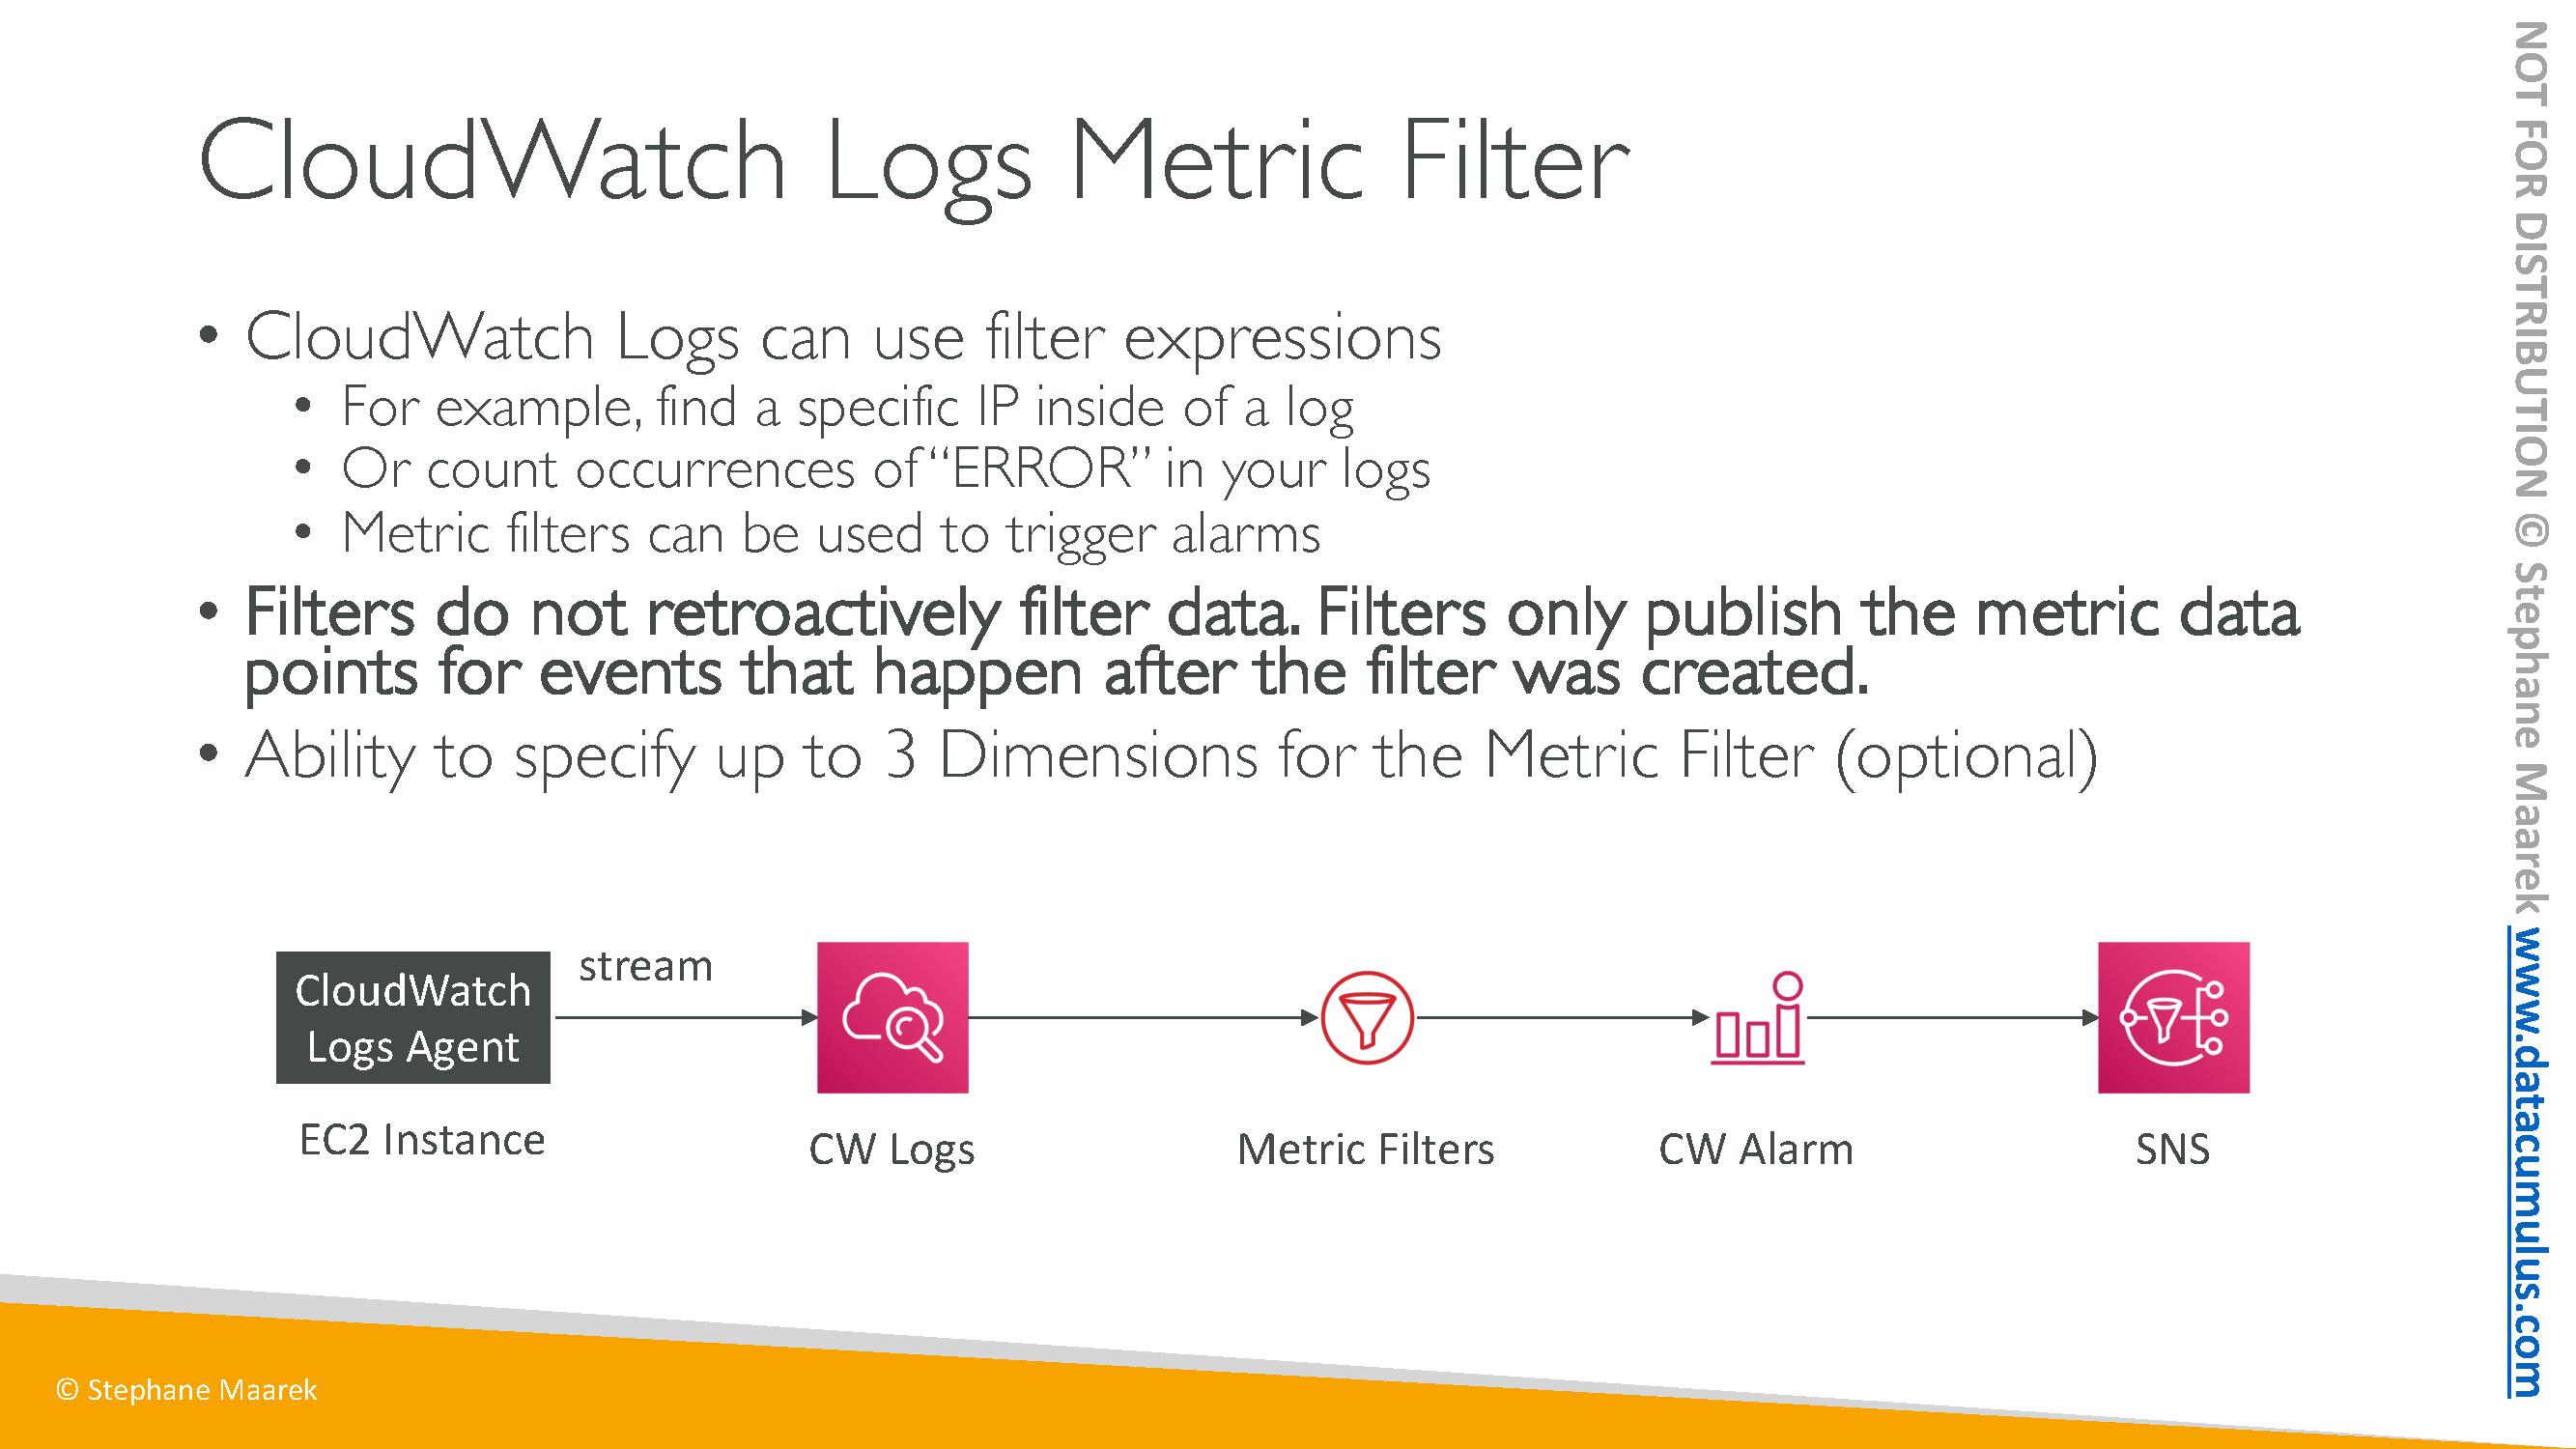 CloudWatch Logs Metric Filter
• CloudWatch Logs can use filter expressions
• For example, find a specific IP inside of a log
• Or count occurrences of “ERROR” in your logs
• Metric filters can be used to trigger alarms
• Filters do not retroactively filter data. Filters only publish the metric data
points for events that happen after the filter was created.
• Ability to specify up to 3 Dimensions for the Metric Filter (optional)
CloudWatch
Logs Agent
stream
EC2 Instance
CW Logs
Metric Filters
CW Alarm
SNS
© Stephane Maarek
NOT FOR DISTRIBUTION © Stephane Maarek www.datacumulus.com